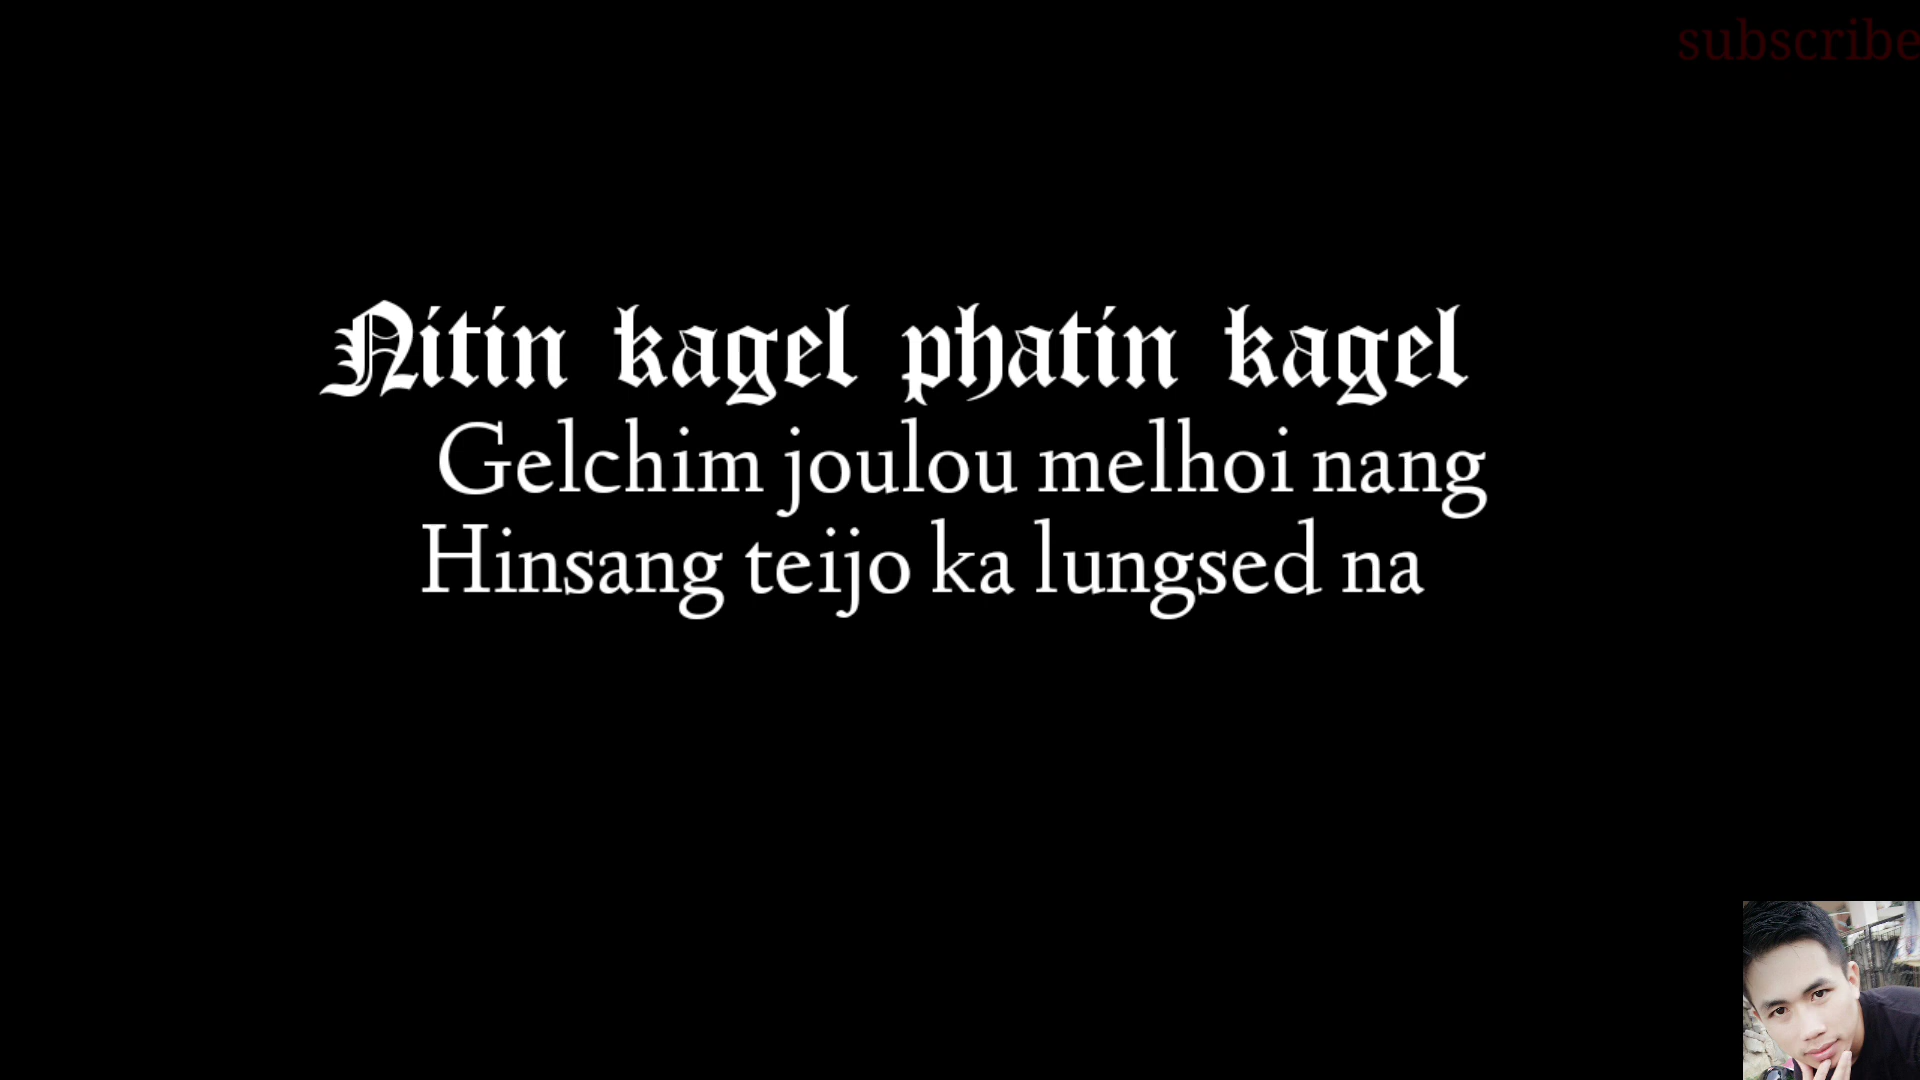 subscribe
Nitin kagel phatin kagel
Gelchim joulou melhoi nang
Hinsang teijo ka lungsed na